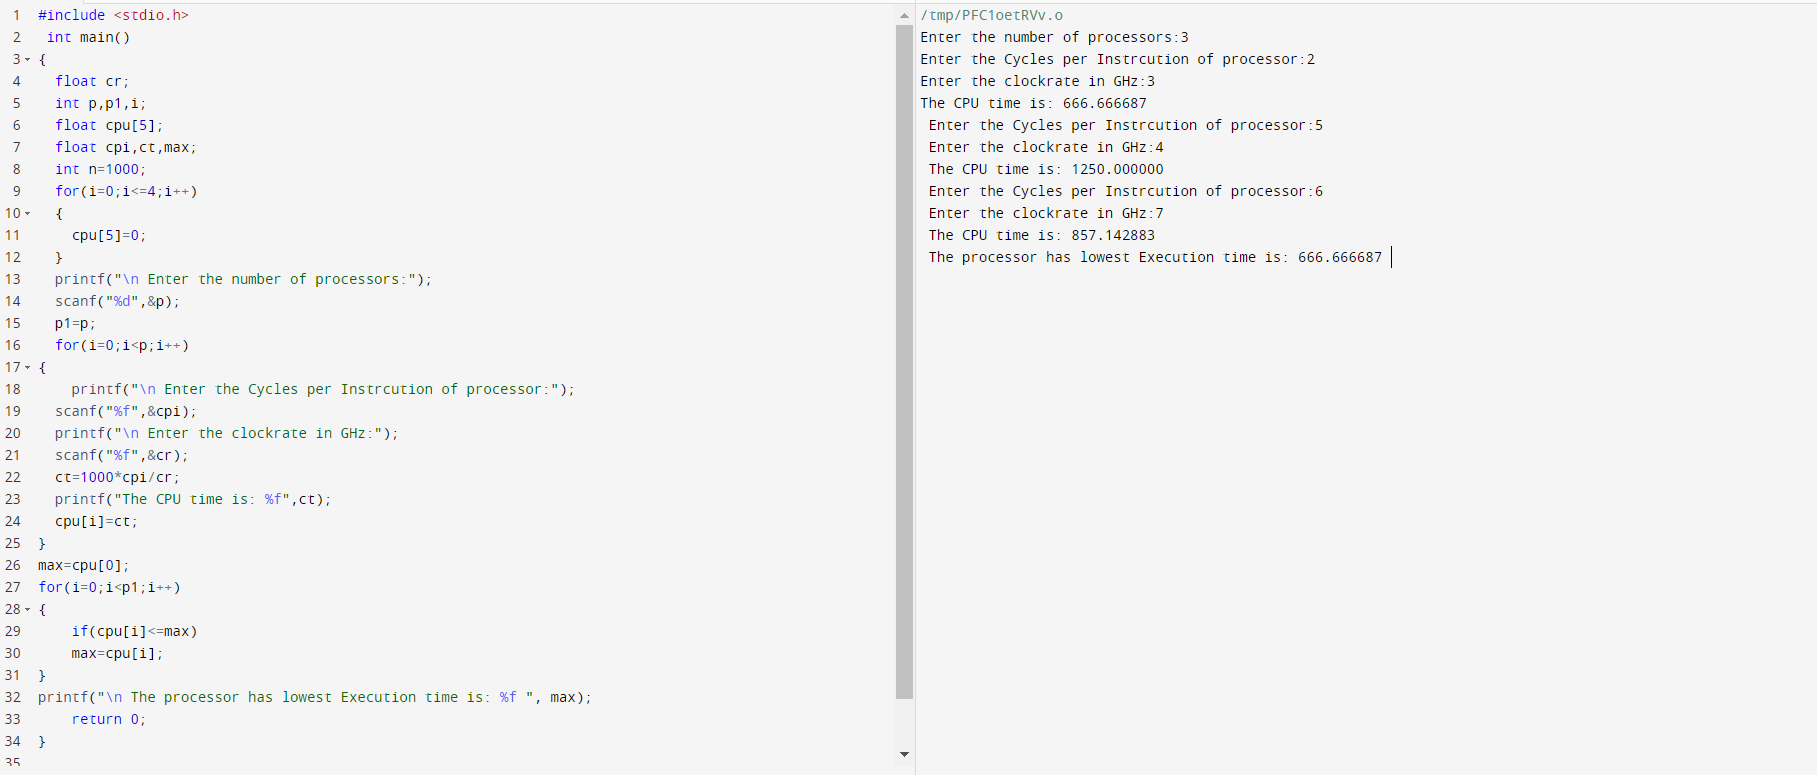 1 #include <stdio.h>
2 int main()
3 {
4 float cr;
5 int p,p1,i;
6 float cpu[5];
7 float cpi,ct,max;
8 int n=1000;
9 for(i=0;i<=4;i++)
10 {
11 cpu[5]=0;
12 }
13 printf("\n Enter the number of processors:");
14 scanf("%d",&p);
15 p1=p;
16 for(i=0;i<p;i++)
17 {
18 printf("\n Enter the Cycles per Instrcution of processor:");
19 scanf("%f",&cpi);
20 printf("\n Enter the clockrate in GHz:");
21 scanf("%f",&cr);
22 ct=1000*cpi/cr;
23 printf("The CPU time is: %f",ct);
24 cpu[i]=ct;
25 }
26 max=cpu[0];
27 for(i=0;i<p1;i++)
28 {
29 if(cpu[i]<=max)
30 max=cpu[i];
31 }
32 printf("\n The processor has lowest Execution time is: %f ", max);
33 return 0;
34 }
35
/tmp/PFC1oetRVv.o
Enter the number of processors:3
Enter the Cycles per Instrcution of processor:2
Enter the clockrate in GHz:3
The CPU time is: 666.666687
Enter the Cycles per Instrcution of processor:5
Enter the clockrate in GHz:4
The CPU time is: 1250.000000
Enter the Cycles per Instrcution of processor:6
Enter the clockrate in GHz:7
The CPU time is: 857.142883
The processor has lowest Execution time is: 666.666687